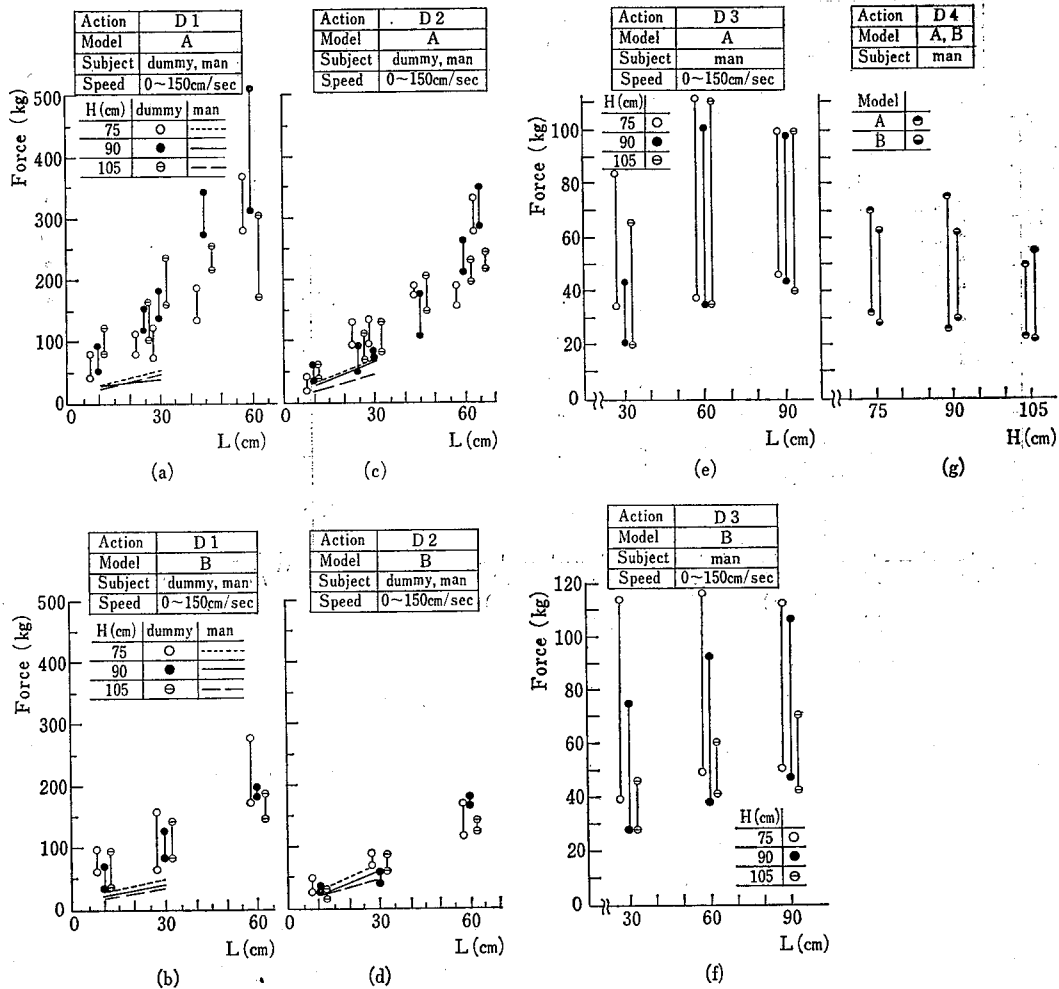 Action D1
Model A
Subject dummy, man
Speed 0~150cm/sec
H(cm) dummy man
75
90
105
Force (kg)
500
400
300
200
100
0
0 30 60
L(cm)
(a)
Action D2
Model A
Subject dummy, man
Speed 0~150cm/sec
0 30 60
L(cm)
(c)
Action D3
Model A
Subject man
Speed 0~150cm/sec
H(cm)
75
90
105
Force (kg)
100
80
60
40
20
0
30 60 90
L(cm)
(e)
Action D4
Model A, B
Subject man
Model
A
B
75 90 105
H(cm)
(g)
Action D1
Model B
Subject dummy, man
Speed 0~150cm/sec
H(cm) dummy man
75
90
105
Force (kg)
500
400
300
200
100
0
0 30 60
L(cm)
(b)
Action D2
Model B
Subject dummy, man
Speed 0~150cm/sec
0 30 60
L(cm)
(d)
Action D3
Model B
Subject man
Speed 0~150cm/sec
Force (kg)
120
100
80
60
40
20
0
H(cm)
75
90
105
30 60 90
L(cm)
(f)